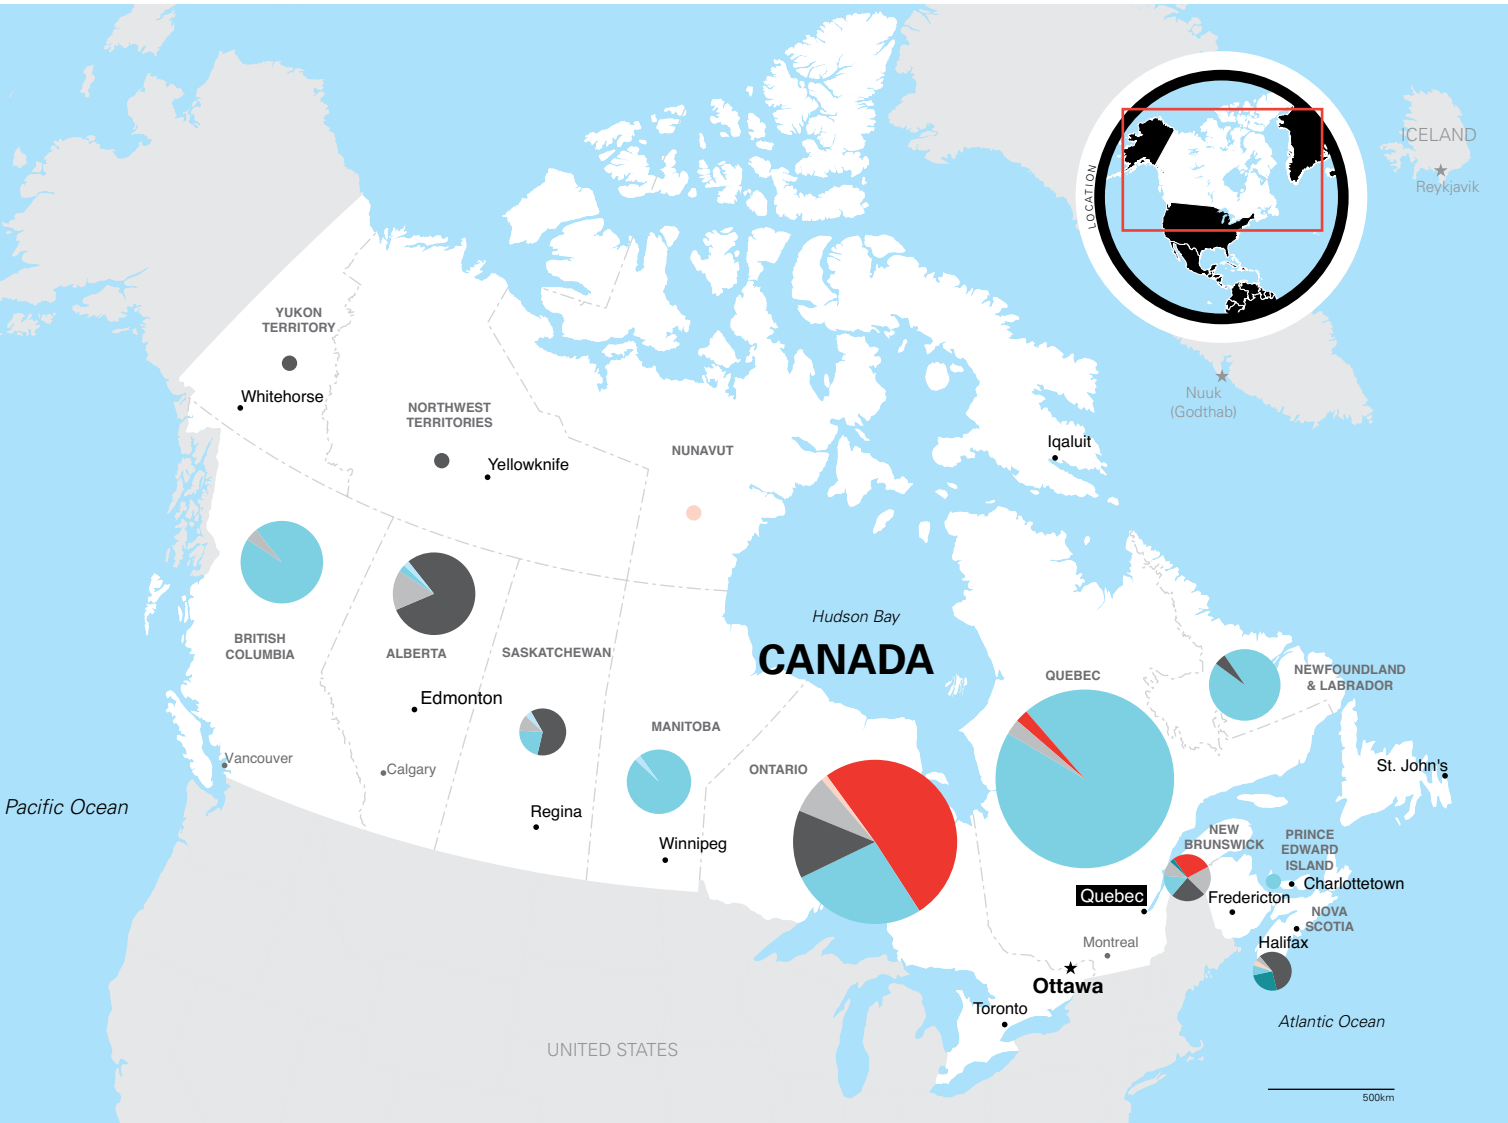 LOCATION
ICELAND
Reykjavik
Nuuk
(Godthab)
YUKON
TERRITORY
Whitehorse
NORTHWEST
TERRITORIES
Yellowknife
NUNAVUT
Iqaluit
Hudson Bay
CANADA
BRITISH
COLUMBIA
ALBERTA
SASKATCHEWAN
QUEBEC
NEWFOUNDLAND
& LABRADOR
Edmonton
MANITOBA
Vancouver
Calgary
ONTARIO
St. John's
Pacific Ocean
Regina
Winnipeg
NEW
BRUNSWICK
PRINCE
EDWARD
ISLAND
Charlottetown
Quebec
Fredericton
NOVA
SCOTIA
Montreal
Halifax
Ottawa
Toronto
Atlantic Ocean
UNITED STATES
500km